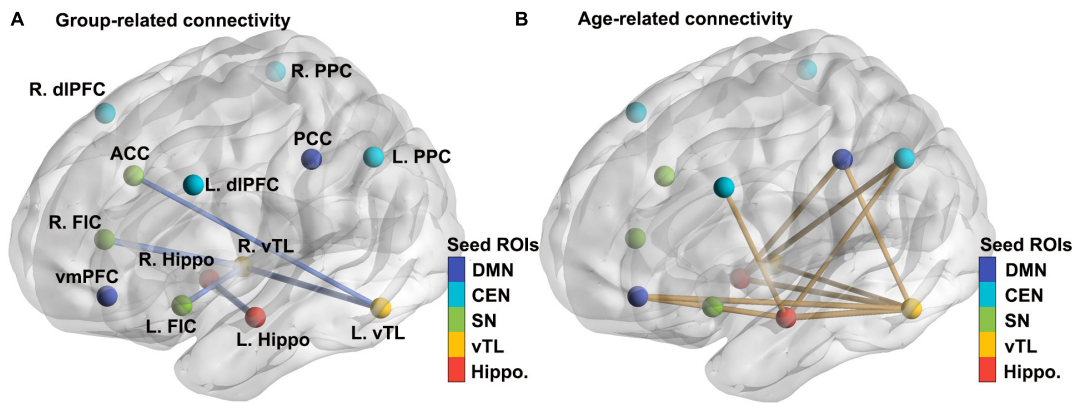 A Group-related connectivity
R. PPC
R. dlPFC
PCC
ACC
L. PPC
L. dlPFC
R. FIC
R. vTL
R. Hippo
vmPFC
L. FIC
L. Hippo
L. vTL
Seed ROIs
DMN
CEN
SN
vTL
Hippo.
B Age-related connectivity
Seed ROIs
DMN
CEN
SN
vTL
Hippo.